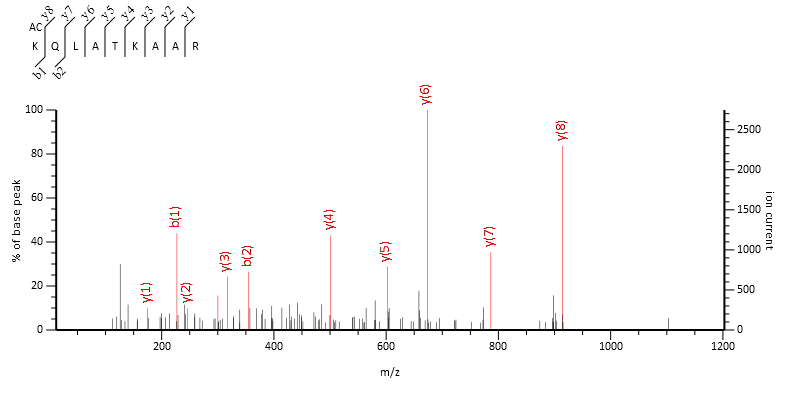 y8 y7 y6 y5 y4 y3 y2 y1
AC
K Q L A T K A A R
b1 b2
y(6)
100
y(8)
2500
80
2000
60
b(1)
y(4)
1500
y(7)
40
b(2)
y(3)
y(5)
1000
20
y(1)
y(2)
500
0
0
200 400 600 800 1000 1200
m/z
% of base peak
ion current